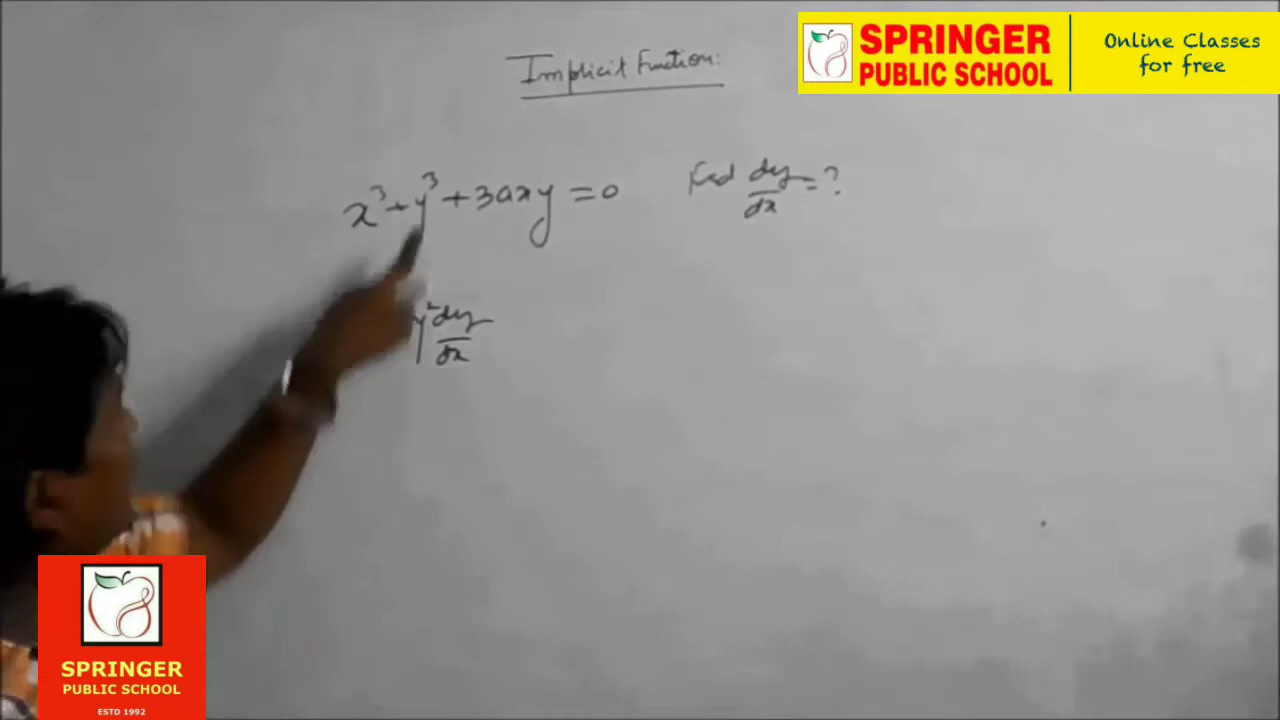 SPRINGER
PUBLIC SCHOOL
Online Classes
for free
Implicit Function:
x³+y³+3axy=0 Find dy/dx=?
y² dy/dx
SPRINGER
PUBLIC SCHOOL
ESTD 1992